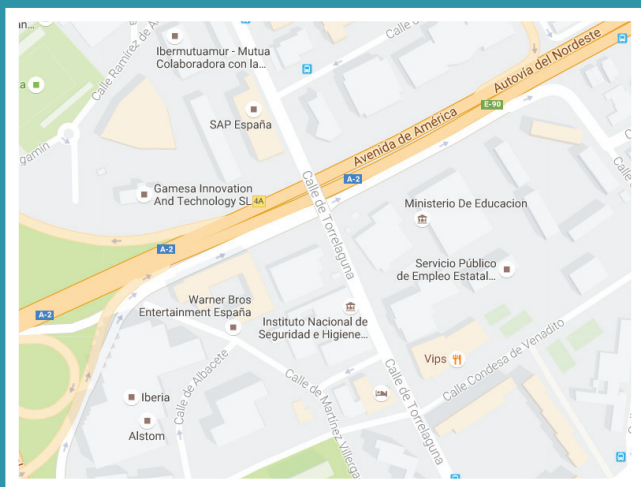 an...
Ibermutuamur - Mutua
Colaboradora con la...
Calle Ramírez de A
a
SAP España
gamín
Avenida de América
Autovía del Nordeste
E-90
A-2
Gamesa Innovation
And Technology SL
4A
Calle de Torrelaguna
Ministerio De Educacion
A-2
Servicio Público
de Empleo Estatal...
A-2
Warner Bros
Entertainment España
Instituto Nacional de
Seguridad e Higiene...
Vips
Calle Condesa de Venadito
Calle de Albacete
Iberia
Calle de Martínez Villerga
Calle de Torrelaguna
Alstom